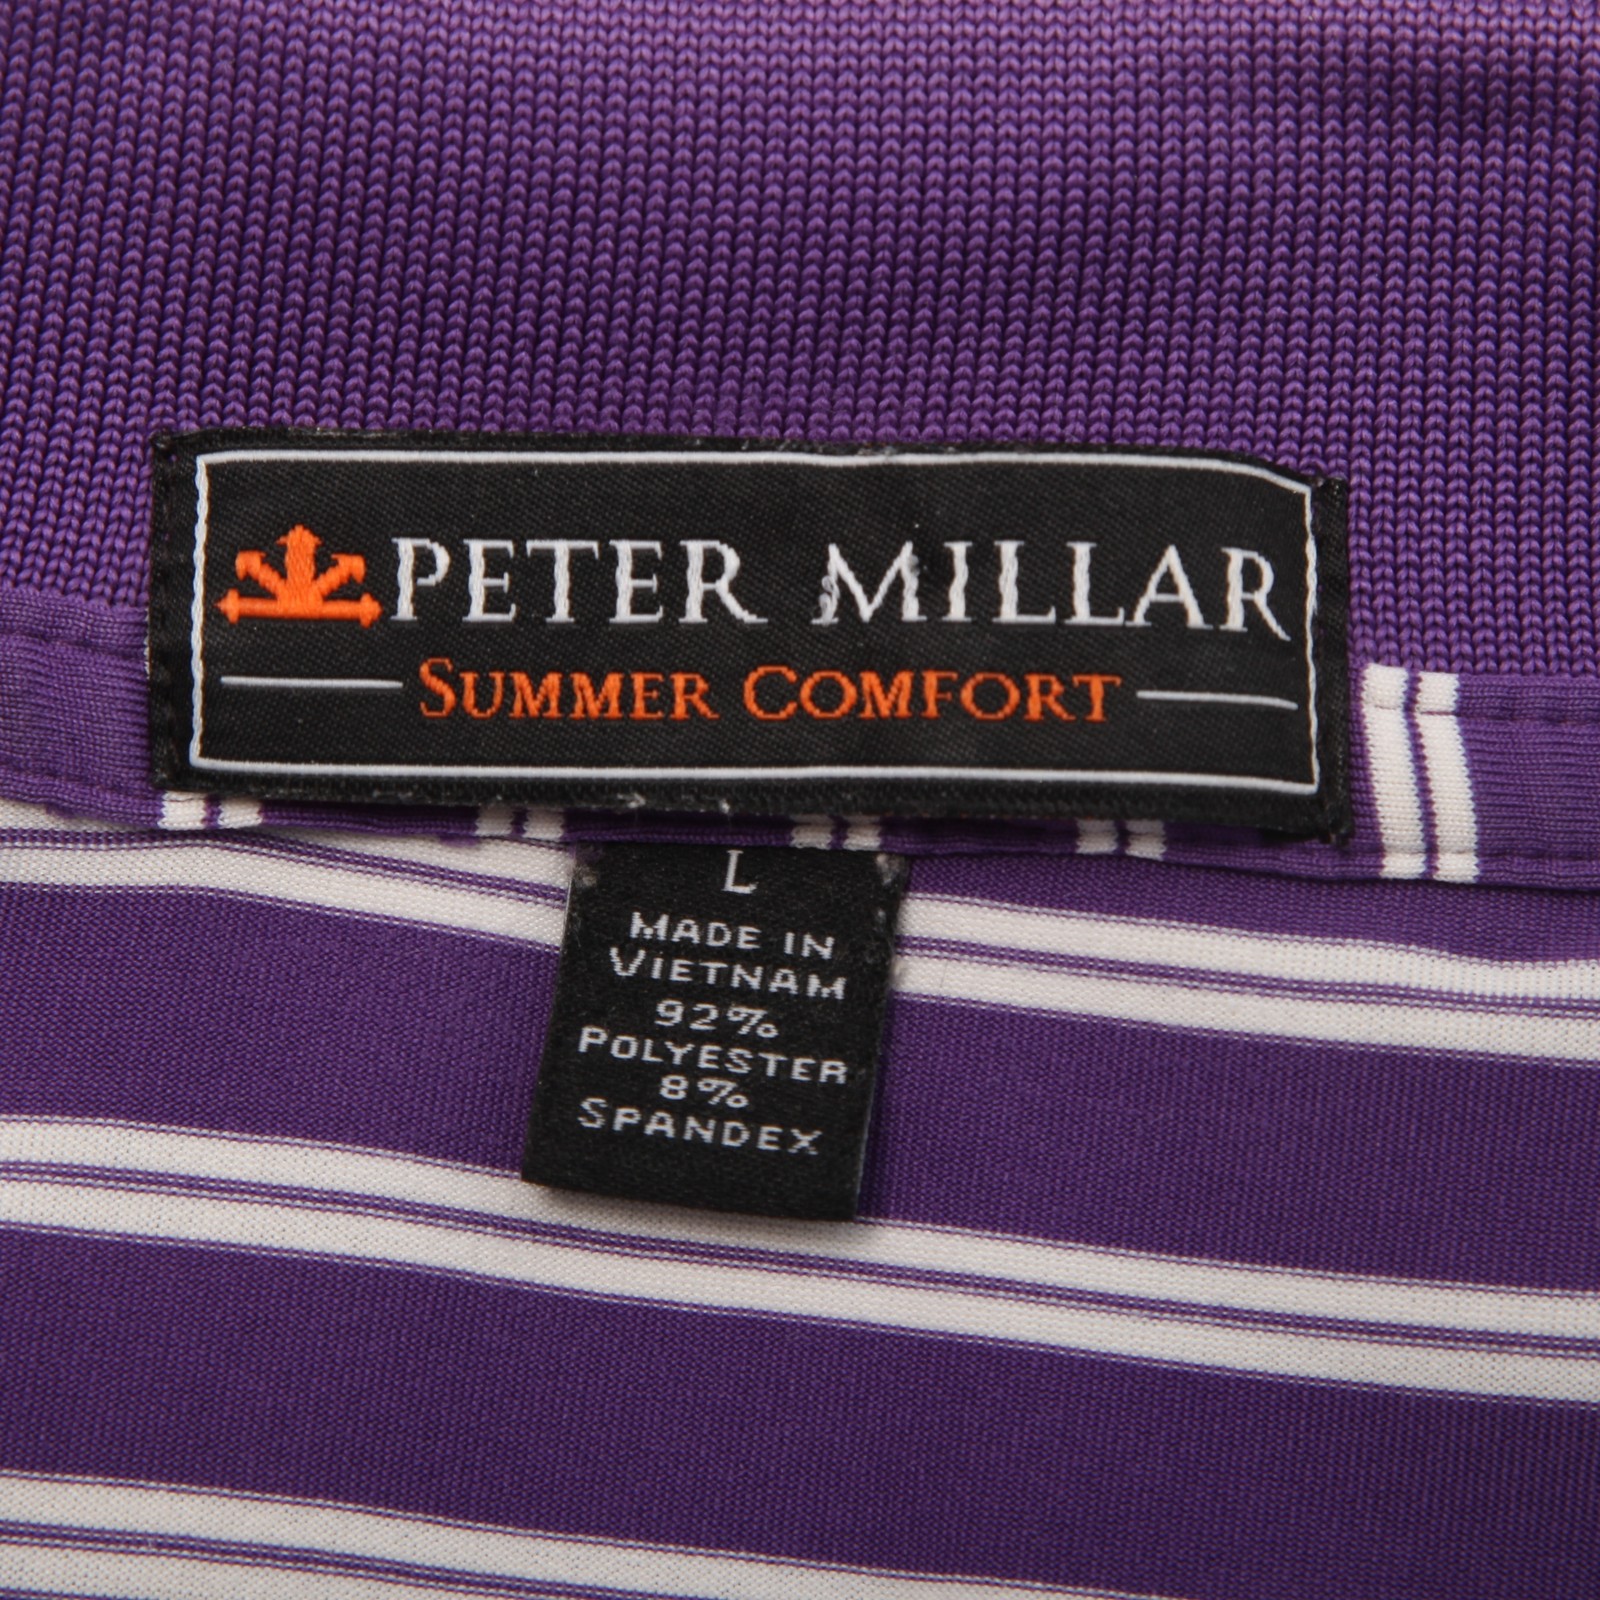 PETER MILLAR
SUMMER COMFORT
L
MADE IN
VIETNAM
92%
POLYESTER
8%
SPANDEX